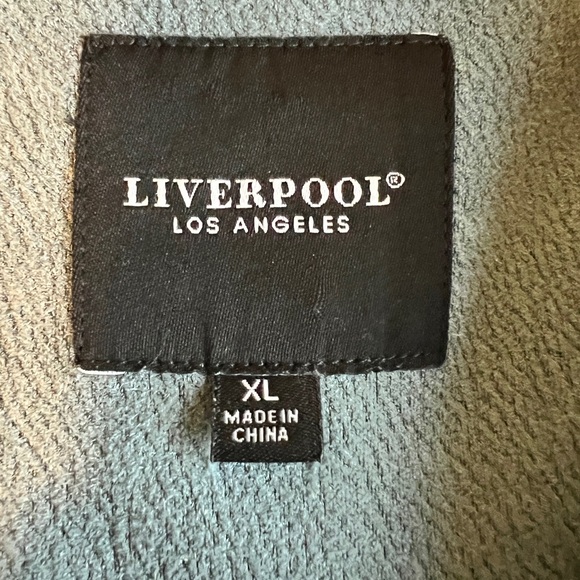 LIVERPOOL®
LOS ANGELES
XL
MADE IN
CHINA